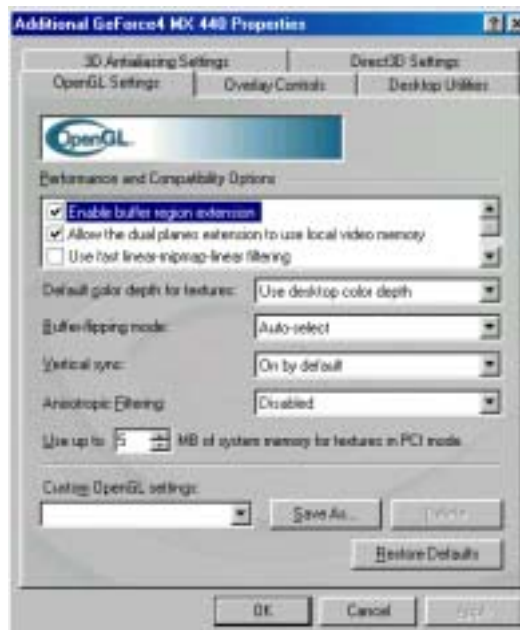 Additional GeForce4 MX 440 Properties
3D Antialiasing Settings
Direct3D Settings
OpenGL Settings
Overlay Controls
Desktop Utilities
OpenGL
Performance and Compatibility Options
Enable buffer region extension
Allow the dual planes extension to use local video memory
Use fast linear-mipmap-linear filtering
Default color depth for textures: Use desktop color depth
Buffer-flipping mode: Auto-select
Vertical sync: On by default
Anisotropic Filtering: Disabled
Use up to 5 MB of system memory for textures in PCI mode
Custom OpenGL settings:
Save As... Delete
Restore Defaults
OK Cancel Apply